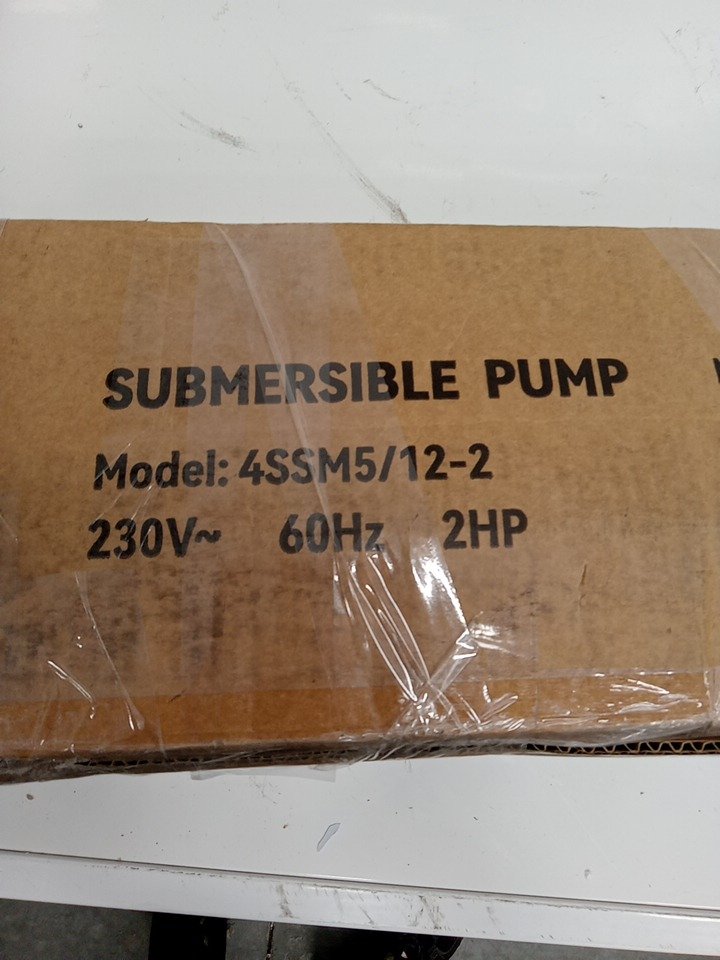 SUBMERSIBLE PUMP
Model: 4SSM5/12-2
230V~ 60Hz 2HP